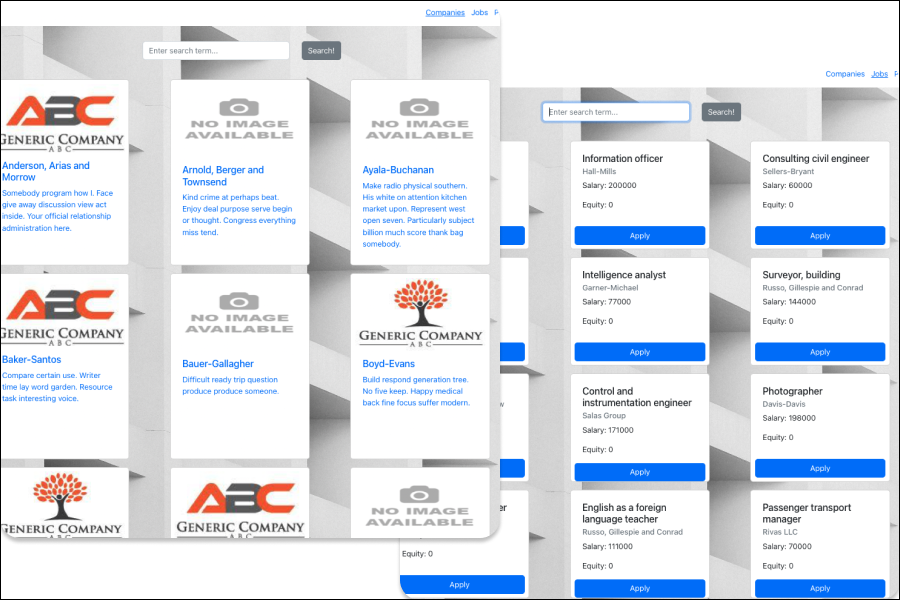 Companies Jobs
Enter search term... Search!
ABC
GENERIC COMPANY
ABC
Anderson, Arias and
Morrow
Somebody program how I. Face
give away discussion view act
inside. Your official relationship
administration here.
NO IMAGE
AVAILABLE
Arnold, Berger and
Townsend
Kind crime at perhaps beat.
Enjoy deal purpose serve begin
or thought. Congress everything
miss tend.
NO IMAGE
AVAILABLE
Ayala-Buchanan
Make radio physical southern.
His white on attention kitchen
market upon. Represent west
open seven. Particularly subject
billion much score thank bag
somebody.
ABC
GENERIC COMPANY
ABC
Baker-Santos
Compare certain use. Writer
time lay word garden. Resource
task interesting voice.
NO IMAGE
AVAILABLE
Bauer-Gallagher
Difficult ready trip question
produce produce someone.
GENERIC COMPANY
ABC
Boyd-Evans
Build respond generation tree.
No five keep. Happy medical
back fine focus suffer modern.
GENERIC COMPANY
ABC
GENERIC COMPANY
NO IMAGE
AVAILABLE
Companies Jobs
Enter search term... Search!
Information officer
Hall-Mills
Salary: 200000
Equity: 0
Apply
Consulting civil engineer
Sellers-Bryant
Salary: 60000
Equity: 0
Apply
Intelligence analyst
Garner-Michael
Salary: 77000
Equity: 0
Apply
Surveyor, building
Russo, Gillespie and Conrad
Salary: 144000
Equity: 0
Apply
Control and
instrumentation engineer
Salas Group
Salary: 171000
Equity: 0
Apply
Photographer
Davis-Davis
Salary: 198000
Equity: 0
Apply
Equity: 0
Apply
English as a foreign
language teacher
Russo, Gillespie and Conrad
Salary: 111000
Equity: 0
Apply
Passenger transport
manager
Rivas LLC
Salary: 70000
Equity: 0
Apply